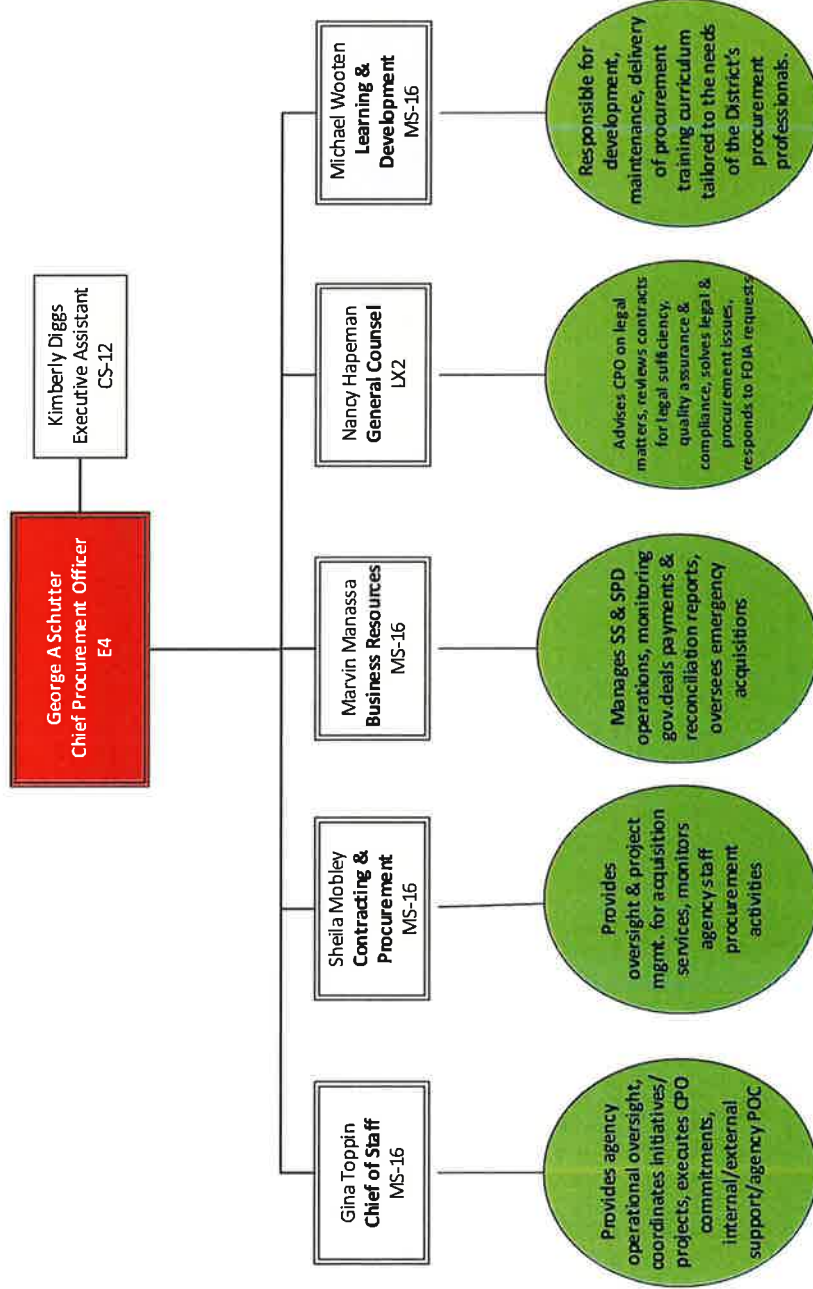 George A Schutter
Chief Procurement Officer
E4
Kimberly Diggs
Executive Assistant
CS-12
Gina Toppin
Chief of Staff
MS-16
Sheila Mobley
Contracting &
Procurement
MS-16
Marvin Manassa
Business Resources
MS-16
Nancy Hapeman
General Counsel
LX2
Michael Wooten
Learning &
Development
MS-16
Provides agency
operational oversight,
coordinates initiatives/
projects, executes CPO
commitments,
internal/external
support/agency POC
Provides
oversight & project
mgmt. for acquisition
services, monitors
agency staff
procurement
activities
Manages SS & SPD
operations, monitoring
gov.deals payments &
reconciliation reports,
oversees emergency
acquisitions
Advises CPO on legal
matters, reviews contracts
for legal sufficiency,
quality assurance &
compliance, solves legal &
procurement issues,
responds to FOIA requests
Responsible for
development,
maintenance, delivery
of procurement
training curriculum
tailored to the needs
of the District's
procurement
professionals.